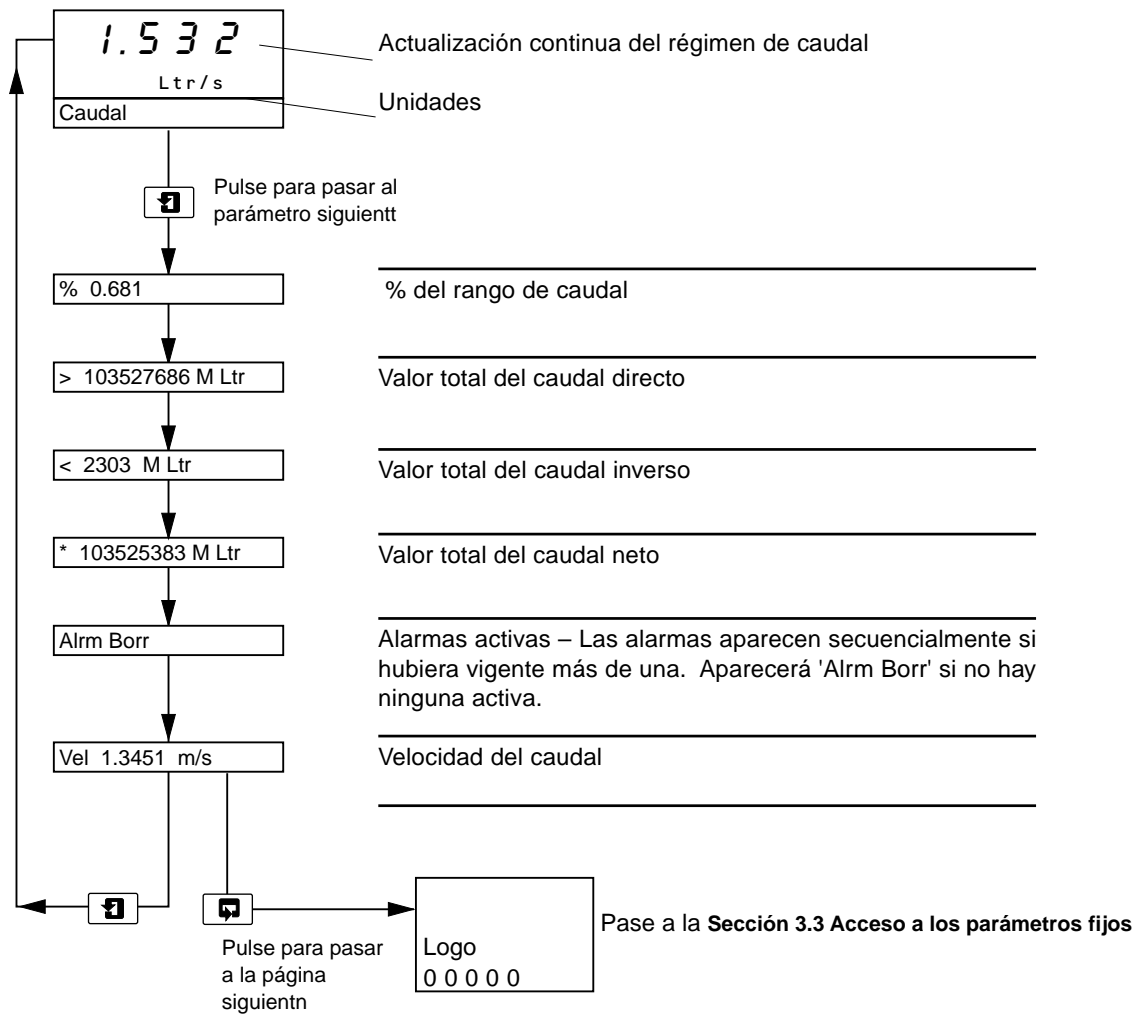 1.532
Ltr/s
Caudal
Actualización continua del régimen de caudal
Unidades
Pulse para pasar al
parámetro siguientt
% 0.681
% del rango de caudal
> 103527686 M Ltr
Valor total del caudal directo
< 2303 M Ltr
Valor total del caudal inverso
* 103525383 M Ltr
Valor total del caudal neto
Alrm Borr
Alarmas activas – Las alarmas aparecen secuencialmente si
hubiera vigente más de una. Aparecerá 'Alrm Borr' si no hay
ninguna activa.
Vel 1.3451 m/s
Velocidad del caudal
Pulse para pasar
a la página
siguientn
Logo
0 0 0 0 0
Pase a la Sección 3.3 Acceso a los parámetros fijos